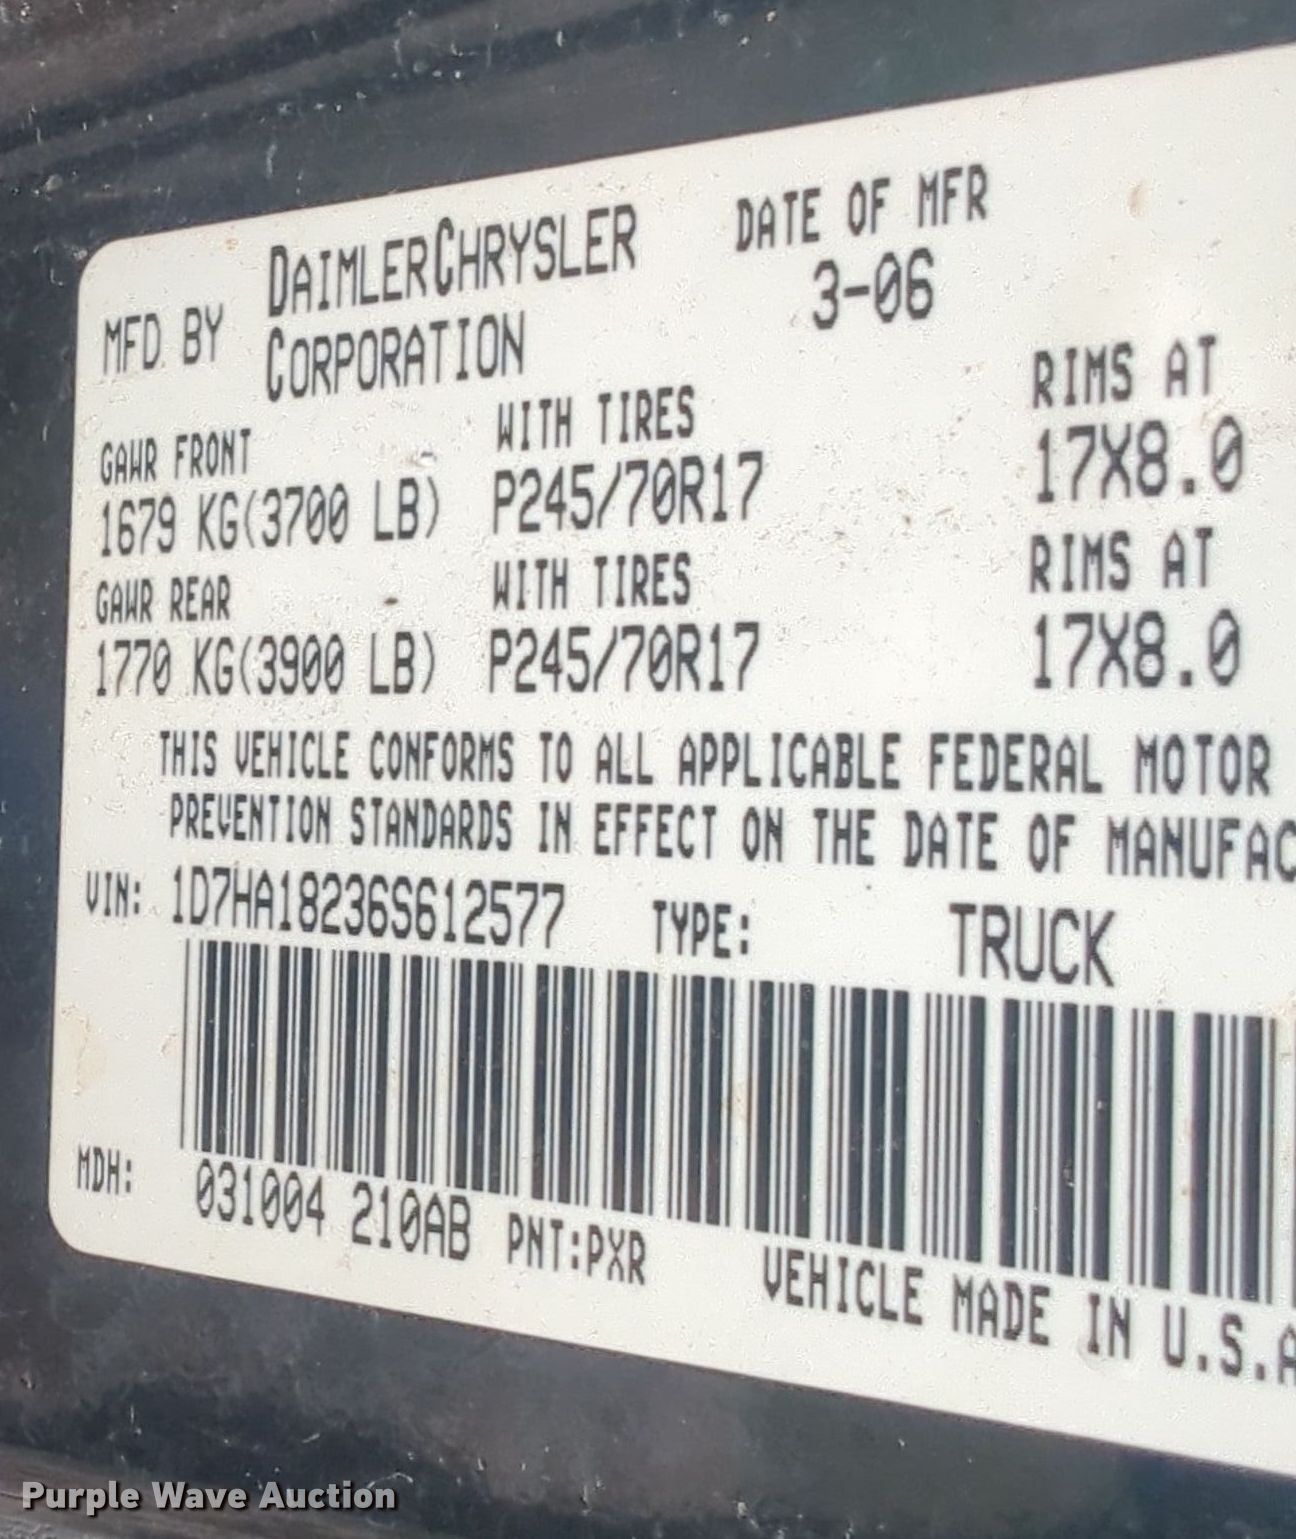 MFD BY DAIMLERCHRYSLER CORPORATION
DATE OF MFR
3-06
GAWR FRONT WITH TIRES RIMS AT
1679 KG(3700 LB) P245/70R17 17X8.0
GAWR REAR WITH TIRES RIMS AT
1770 KG(3900 LB) P245/70R17 17X8.0
THIS VEHICLE CONFORMS TO ALL APPLICABLE FEDERAL MOTOR
PREVENTION STANDARDS IN EFFECT ON THE DATE OF MANUFAC
VIN: 1D7HA18236S612577 TYPE: TRUCK
MDH: 031004 210AB PNT:PXR VEHICLE MADE IN U.S.A
Purple Wave Auction